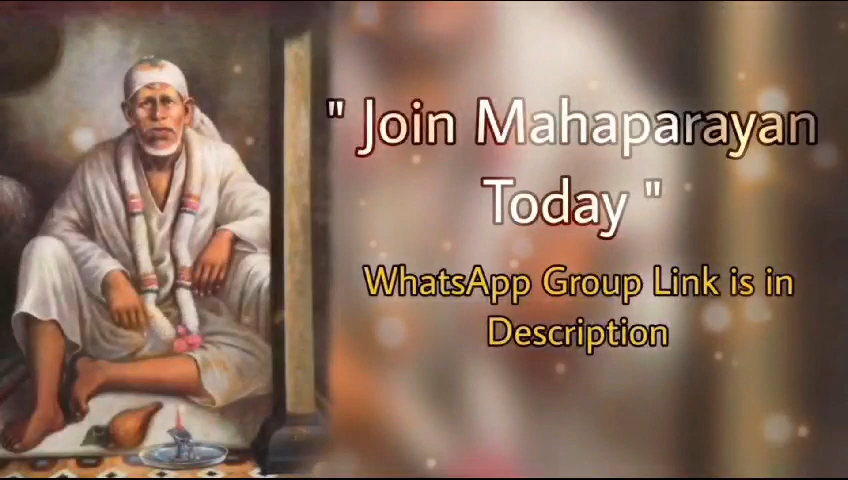 " Join Mahaparayan
Today "
WhatsApp Group Link is in
Description